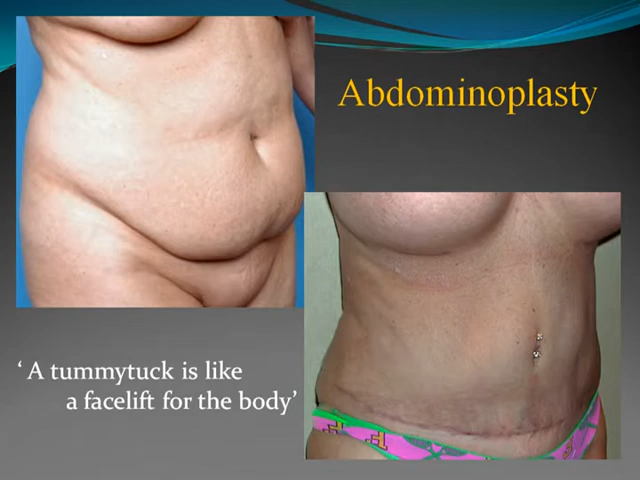 Abdominoplasty
‘ A tummytuck is like
a facelift for the body’